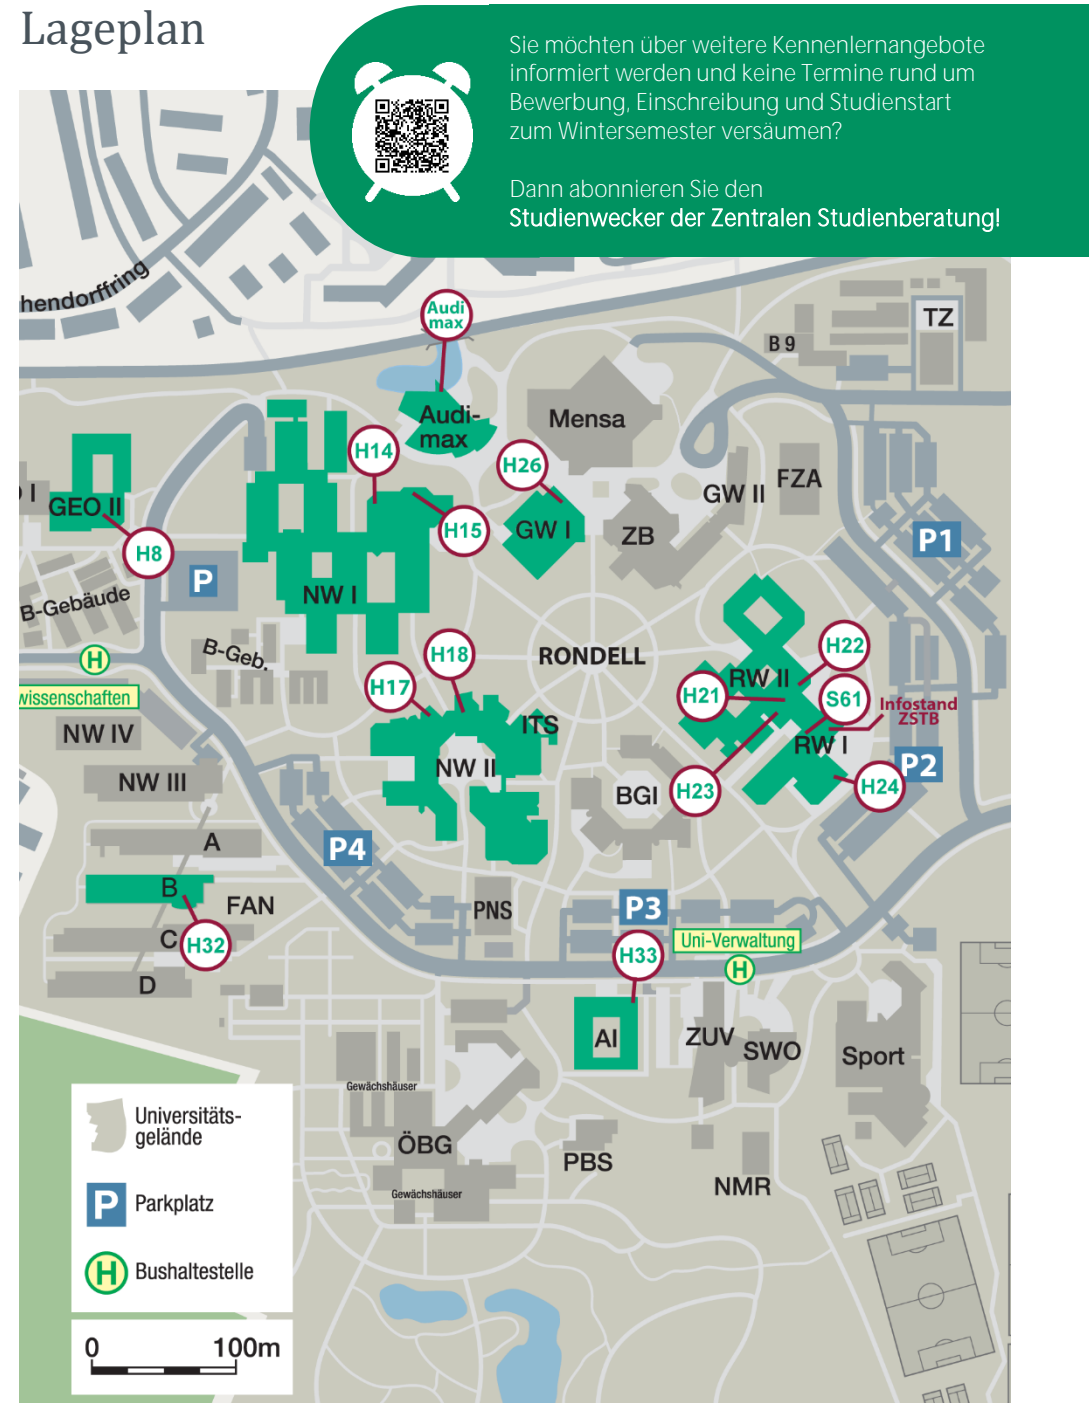 Lageplan
Sie möchten über weitere Kennenlernangebote
informiert werden und keine Termine rund um
Bewerbung, Einschreibung und Studienstart
zum Wintersemester versäumen?
Dann abonnieren Sie den
Studienwecker der Zentralen Studienberatung!
hendorffring
Audi
max
TZ
B 9
Audi-
max
Mensa
H14
H26
FZA
GW II
I
GEO II
H15
GW I
ZB
P1
H8
P
NW I
B-Gebäude
B-Geb.
H
RONDELL
H22
H18
RW II
H17
H21
S61
wissenschaften
Infostand
ZSTB
ITS
NW IV
RW I
NW II
P2
NW III
BGI
H23
H24
A
P4
B
FAN
PNS
P3
C
H32
Uni-Verwaltung
H33
H
D
AI
ZUV
SWO
Sport
Gewächshäuser
Universitäts-
gelände
ÖBG
PBS
NMR
Gewächshäuser
P
Parkplatz
H
Bushaltestelle
0
100m